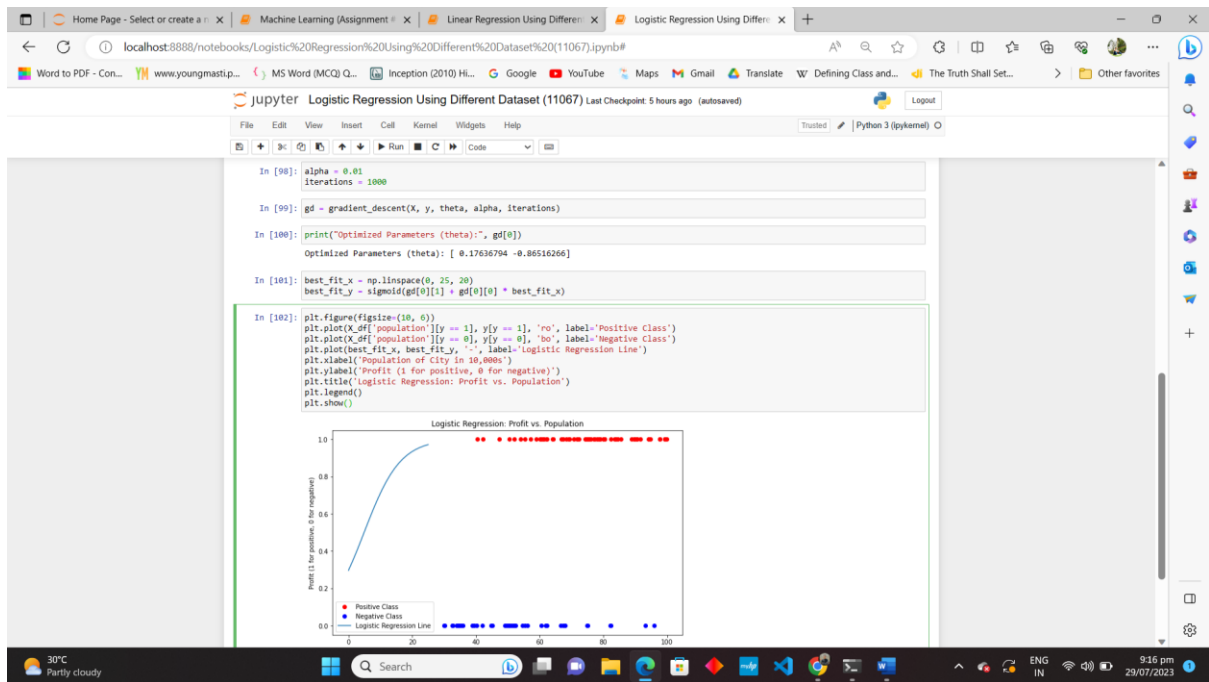 Home Page - Select or create a n
Machine Learning (Assignment #
Linear Regression Using Different
Logistic Regression Using Differe
localhost:8888/notebooks/Logistic%20Regression%20Using%20Different%20Dataset%20(11067).ipynb#
Word to PDF - Con...
www.youngmasti.p...
MS Word (MCQ) Q...
Inception (2010) Hi...
Google
YouTube
Maps
Gmail
Translate
Defining Class and...
The Truth Shall Set...
Other favorites
jupyter Logistic Regression Using Different Dataset (11067) Last Checkpoint: 5 hours ago (autosaved)
Logout
File Edit View Insert Cell Kernel Widgets Help
Trusted Python 3 (ipykernel)
Run Code
In [98]: alpha = 0.01
iterations = 1000
In [99]: gd = gradient_descent(X, y, theta, alpha, iterations)
In [100]: print("Optimized Parameters (theta):", gd[0])
Optimized Parameters (theta): [ 0.17636794 -0.86516266]
In [101]: best_fit_x = np.linspace(0, 25, 20)
best_fit_y = sigmoid(gd[0][1] + gd[0][0] * best_fit_x)
In [102]: plt.figure(figsize=(10, 6))
plt.plot(X_df['population'][y == 1], y[y == 1], 'ro', label='Positive Class')
plt.plot(X_df['population'][y == 0], y[y == 0], 'bo', label='Negative Class')
plt.plot(best_fit_x, best_fit_y, '-', label='Logistic Regression Line')
plt.xlabel('Population of City in 10,000s')
plt.ylabel('Profit (1 for positive, 0 for negative)')
plt.title('Logistic Regression: Profit vs. Population')
plt.legend()
plt.show()
Logistic Regression: Profit vs. Population
1.0
0.8
0.6
0.4
0.2
0.0
Profit (1 for positive, 0 for negative)
Positive Class
Negative Class
Logistic Regression Line
0 20 40 60 80 100
30°C
Partly cloudy
Search
ENG
IN
9:16 pm
29/07/2023